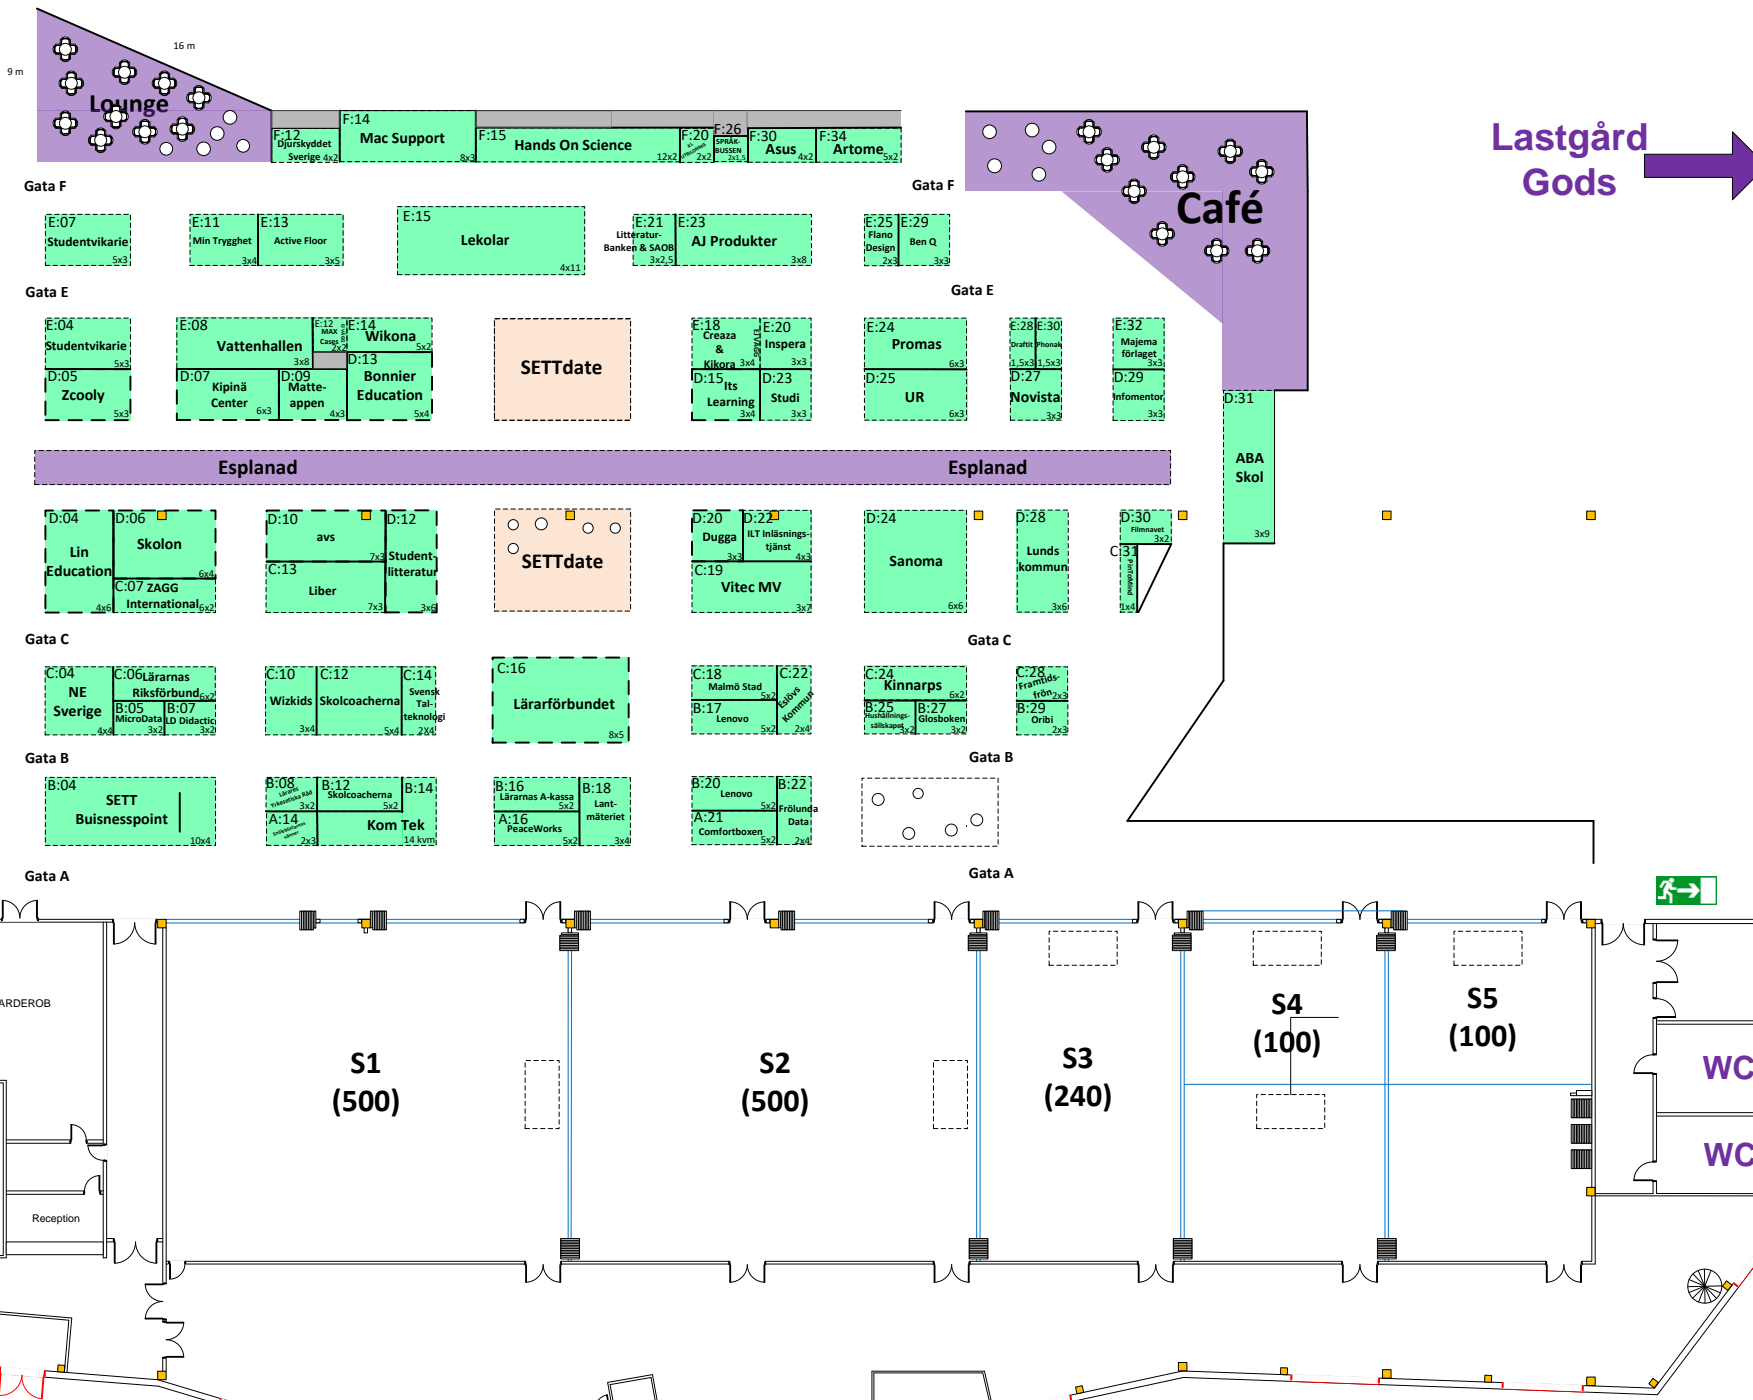 16 m
9 m
Lounge
F:12
Djurskyddet
Sverige 4x2
F:14
Mac Support
8x3
F:15
Hands On Science
12x2
F:20
2x2
F:26
SPRÅK-
BUSSEN
2x1,5
F:30
Asus
4x2
F:34
Artome
5x2
Café
Lastgård
Gods
Gata F
Gata F
E:07
Studentvikarie
5x3
E:11
Min Trygghet
3x4
E:13
Active Floor
3x5
E:15
Lekolar
4x11
E:21
Litteratur-
Banken & SAOB
3x2,5
E:23
AJ Produkter
3x8
E:25
Flano
Design
2x3
E:29
Ben Q
3x3
Gata E
Gata E
E:04
Studentvikarie
5x3
D:05
Zcooly
5x3
E:08
Vattenhallen
3x8
E:12
MAX
Cases
2x2
E:14
Wikona
5x2
D:07
Kipinä
Center
6x3
D:09
Matte-
appen
4x3
D:13
Bonnier
Education
5x4
SETTdate
E:18
Creaza
&
Kikora
3x4
E:20
Inspera
3x3
D:15
Its
Learning
3x4
D:23
Studi
3x3
E:24
Promas
6x3
D:25
UR
6x3
E:28
Draftit
1,5x3
E:30
Phonak
1,5x3
D:27
Novista
3x3
E:32
Majema
förlaget
3x3
D:29
Infomentor
3x3
D:31
ABA
Skol
3x9
Esplanad
Esplanad
D:04
Lin
Education
4x6
D:06
Skolon
6x4
C:07 ZAGG
International
6x2
D:10
avs
7x3
C:13
Liber
7x3
D:12
Student-
litteratur
3x6
SETTdate
D:20
Dugga
3x3
D:22
ILT Inläsnings-
tjänst
4x3
C:19
Vitec MV
3x7
D:24
Sanoma
6x6
D:28
Lunds
kommun
3x6
D:30
Filmnavet
3x2
C:31
1x4
Gata C
Gata C
C:04
NE
Sverige
4x4
C:06
Lärarnas
Riksförbund
6x2
B:05
MicroData
3x2
B:07
LD Didactic
3x2
C:10
Wizkids
3x4
C:12
Skolcoacherna
5x4
C:14
Svensk
Tal-
teknologi
2X4
C:16
Lärarförbundet
8x5
C:18
Malmö Stad
5x2
B:17
Lenovo
5x2
C:22
Eslövs
Kommun
2x4
C:24
Kinnarps
6x2
B:25
Hushållnings-
sällskapet
3x2
B:27
Glosboken
3x2
C:28
Framtids-
frön
2x3
B:29
Oribi
2x3
Gata B
Gata B
B:04
SETT
Buisnesspoint
10x4
B:08
Lärares
Yrkesetiska Råd
3x2
A:14
2x3
B:12
Skolcoacherna
5x2
B:14
Kom Tek
14 kvm
B:16
Lärarnas A-kassa
5x2
A:16
PeaceWorks
5x2
B:18
Lant-
mäteriet
3x4
B:20
Lenovo
5x2
A:21
Comfortboxen
5x2
B:22
Frölunda
Data
2x4
Gata A
Gata A
ARDEROB
Reception
S1
(500)
S2
(500)
S3
(240)
S4
(100)
S5
(100)
WC
WC